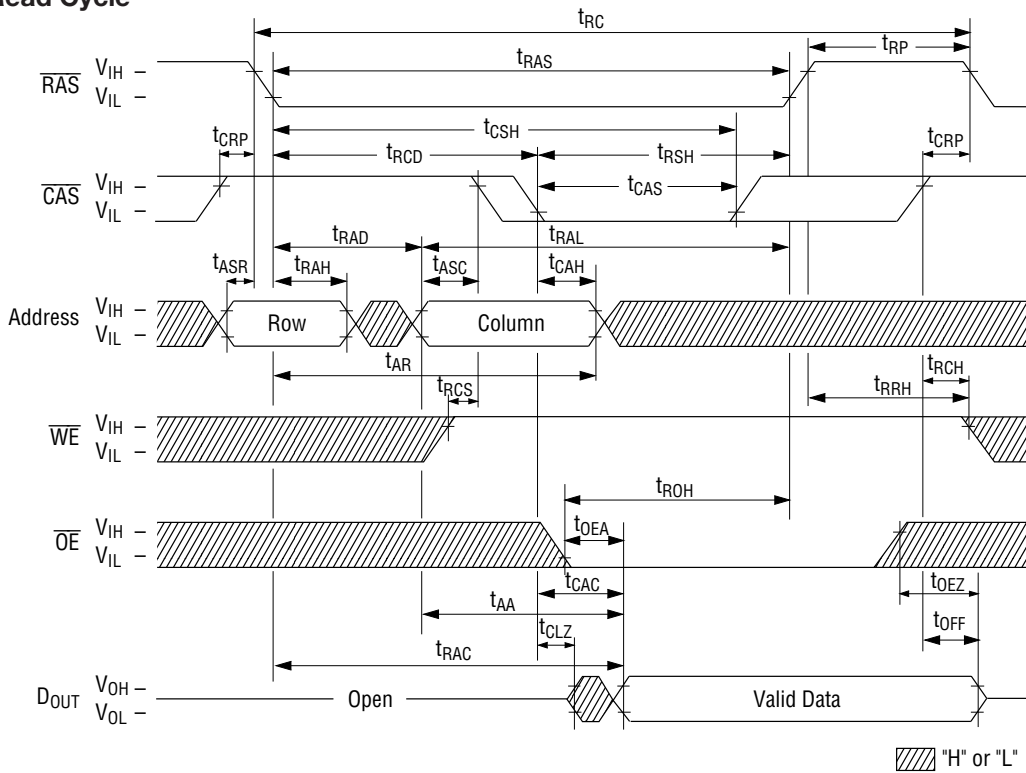 Read Cycle
tRC
tRP
tRAS
RAS VIH
VIL
tCRP
tCSH
tRCD
tRSH
tCRP
tCAS
CAS VIH
VIL
tRAD
tRAL
tASR
tRAH
tASC
tCAH
Address VIH
VIL
Row
Column
tAR
tRCS
tRCH
tRRH
WE VIH
VIL
tROH
tOEA
OE VIH
VIL
tCAC
tOEZ
tAA
tCLZ
tOFF
tRAC
DOUT VOH
VOL
Open
Valid Data
"H" or "L"